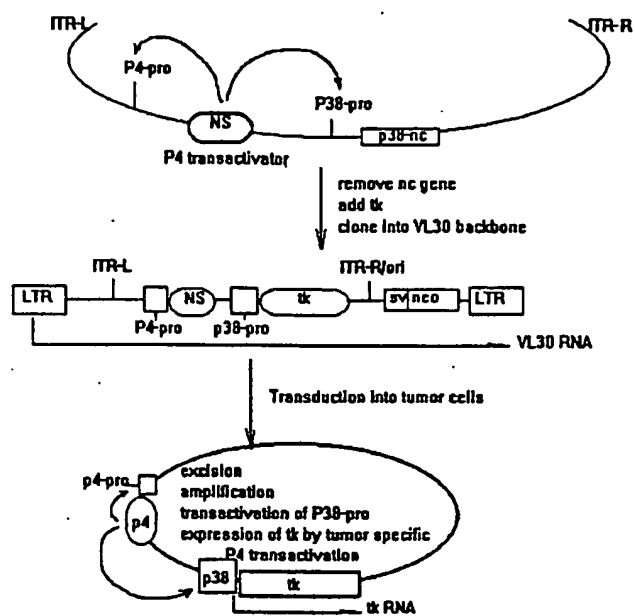 ITR-L
ITR-R
P4-pro
P38-pro
NS
p38-nc
P4 transactivator
remove nc gene
add tk
clone into VL30 backbone
ITR-L
ITR-R/ori
LTR
NS
tk
sv neo
LTR
P4-pro
p38-pro
VL30 RNA
Transduction into tumor cells
p4-pro
excision
amplification
p4
transactivation of P38-pro
expression of tk by tumor specific
P4 transactivation
p38
tk
tk RNA